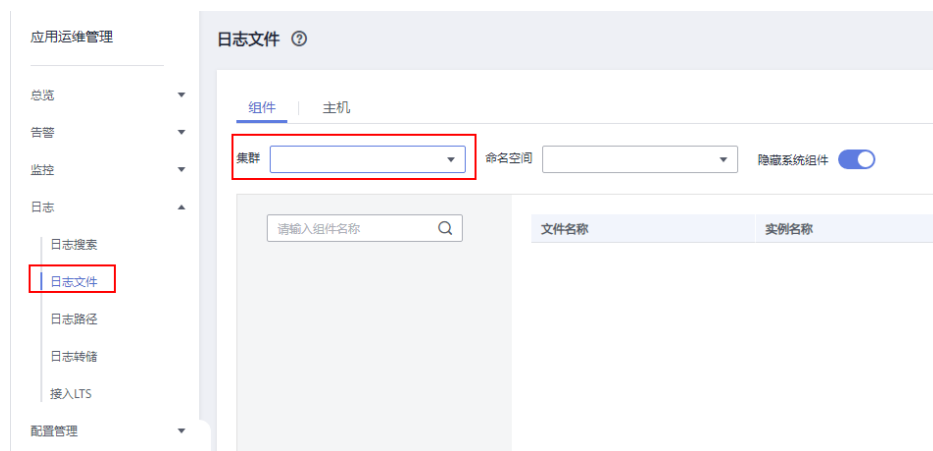 应用运维管理
总览
告警
监控
日志
日志搜索
日志文件
日志路径
日志转储
接入LTS
配置管理
日志文件
组件 主机
集群 命名空间 隐藏系统组件
请输入组件名称
文件名称 实例名称